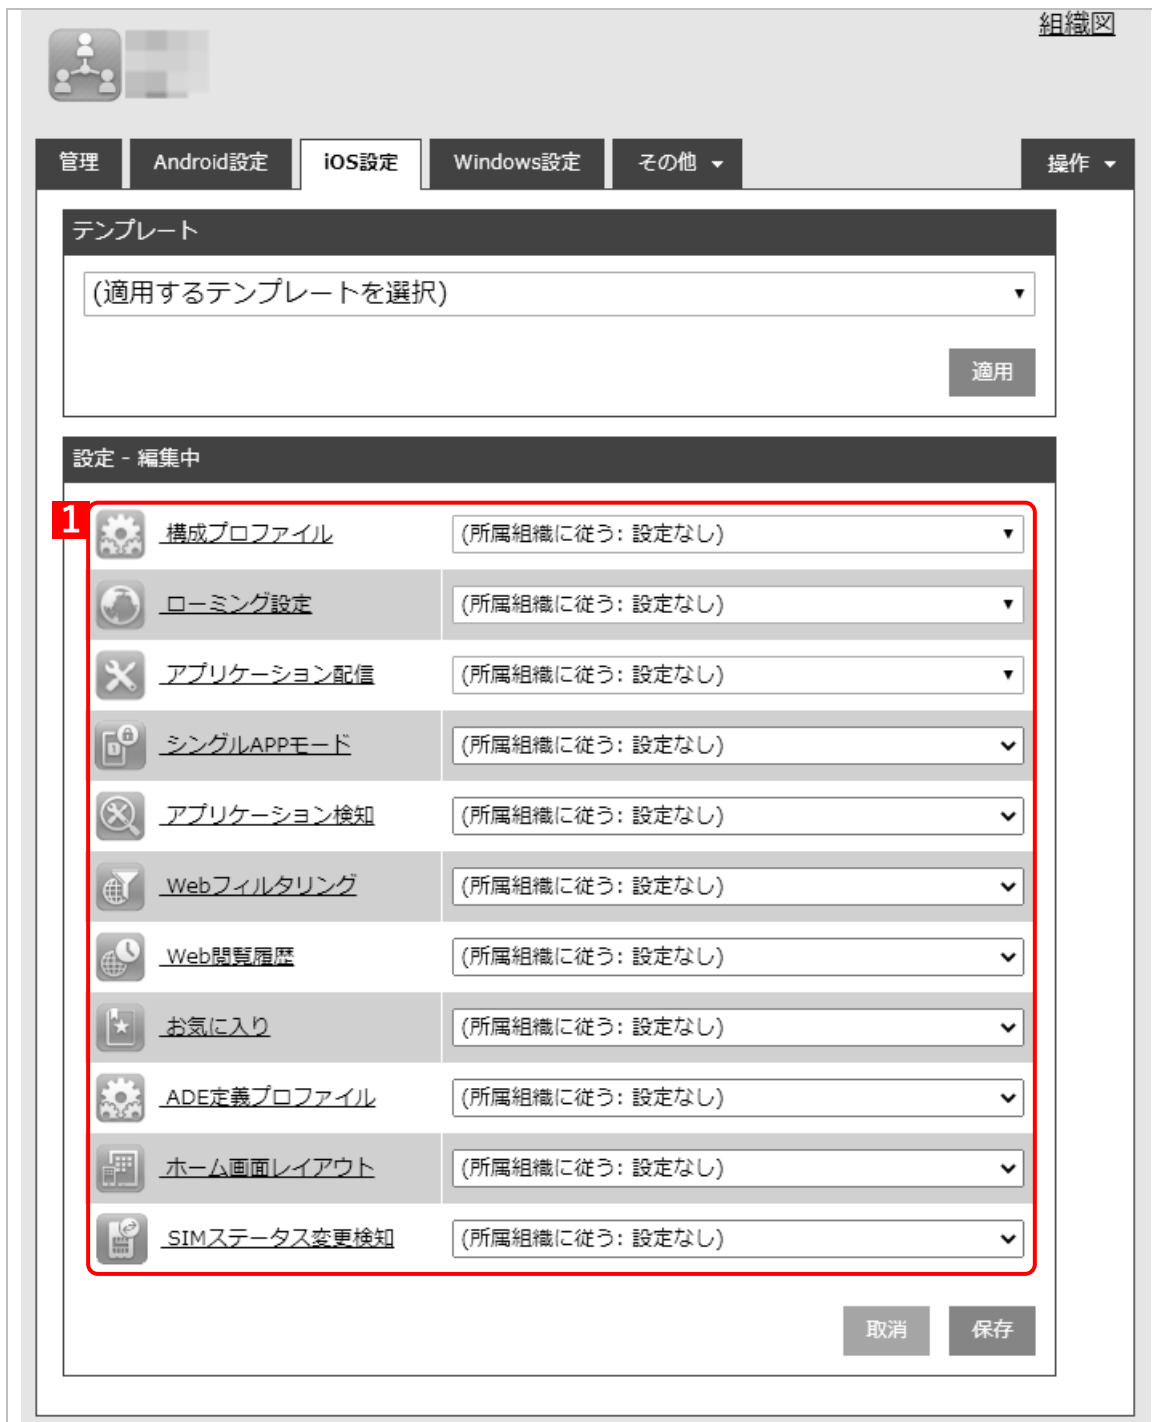 組織図
管理 Android設定 iOS設定 Windows設定 その他 操作
テンプレート
(適用するテンプレートを選択)
適用
設定 - 編集中
1
構成プロファイル (所属組織に従う: 設定なし)
ローミング設定 (所属組織に従う: 設定なし)
アプリケーション配信 (所属組織に従う: 設定なし)
シングルAPPモード (所属組織に従う: 設定なし)
アプリケーション検知 (所属組織に従う: 設定なし)
Webフィルタリング (所属組織に従う: 設定なし)
Web閲覧履歴 (所属組織に従う: 設定なし)
お気に入り (所属組織に従う: 設定なし)
ADE定義プロファイル (所属組織に従う: 設定なし)
ホーム画面レイアウト (所属組織に従う: 設定なし)
SIMステータス変更検知 (所属組織に従う: 設定なし)
取消 保存